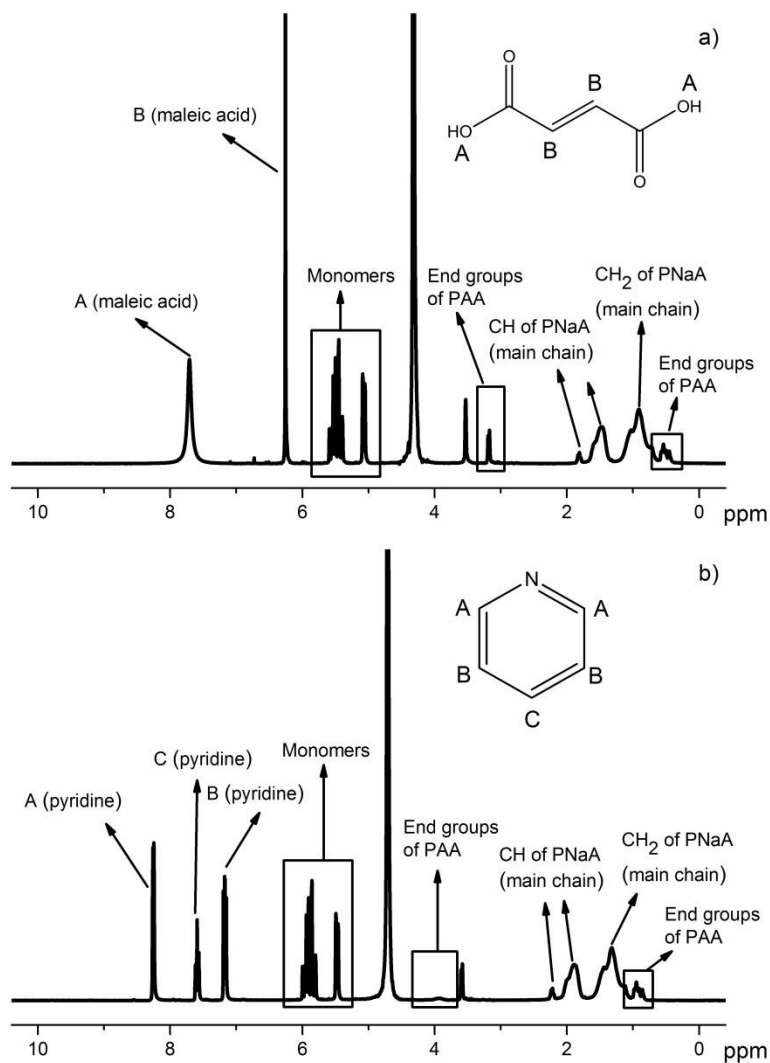 a)
O
B
A
OH
B (maleic acid)
HO
A
B
O
Monomers
End groups
of PAA
CH2 of PNaA
(main chain)
A (maleic acid)
CH of PNaA
(main chain)
End groups
of PAA
10 8 6 4 2 0 ppm
b)
N
A A
B B
C
C (pyridine)
Monomers
A (pyridine)
B (pyridine)
End groups
of PAA
CH of PNaA
(main chain)
CH2 of PNaA
(main chain)
End groups
of PAA
10 8 6 4 2 0 ppm